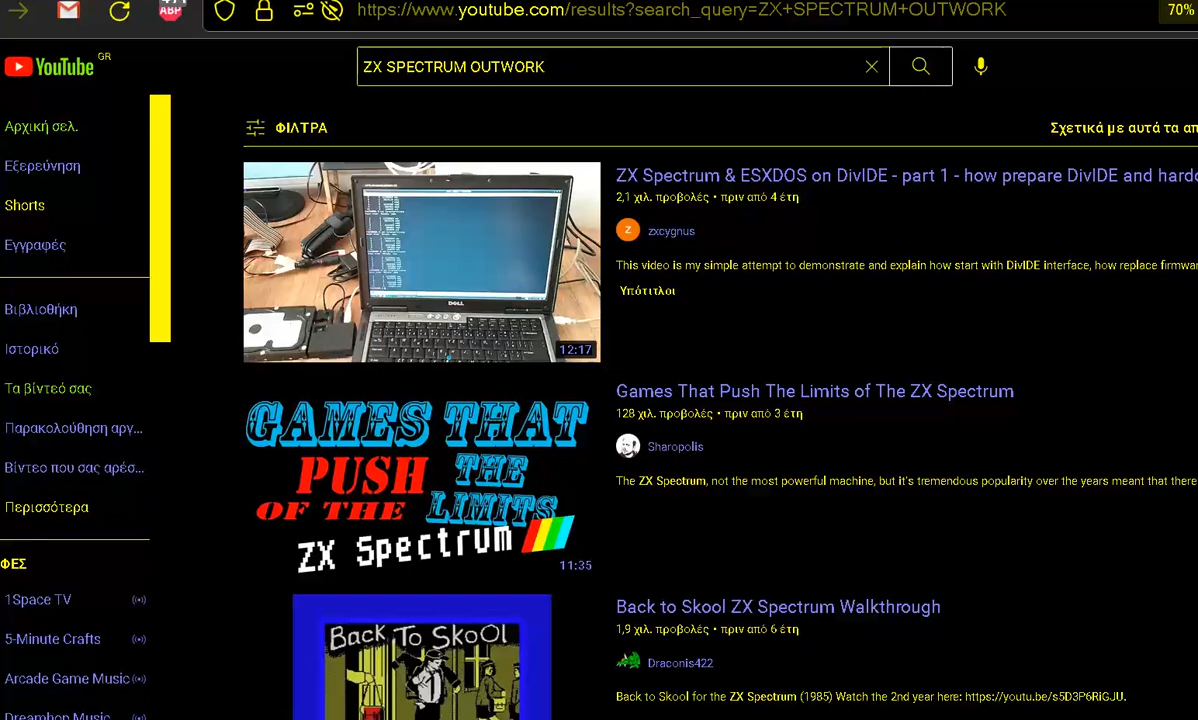 https://www.youtube.com/results?search_query=ZX+SPECTRUM+OUTWORK
70%
ABP
YouTube GR
ZX SPECTRUM OUTWORK
Αρχική σελ.
Εξερεύνηση
Shorts
Εγγραφές
Βιβλιοθήκη
Ιστορικό
Τα βίντεό σας
Παρακολούθηση αργ...
Βίντεο που σας αρέσ...
Περισσότερα
ΦΕΣ
1Space TV
5-Minute Crafts
Arcade Game Music
Dreamhop Music
ΦΙΛΤΡΑ
Σχετικά με αυτά τα απ
DELL
12:17
ZX Spectrum & ESXDOS on DivIDE - part 1 - how prepare DivIDE and hardd
2,1 χιλ. προβολές • πριν από 4 έτη
Z zxcygnus
This video is my simple attempt to demonstrate and explain how start with DivIDE interface, how replace firmwar
Υπότιτλοι
GAMES THAT
PUSH THE
OF THE LIMITS
ZX Spectrum
11:35
Games That Push The Limits of The ZX Spectrum
128 χιλ. προβολές • πριν από 3 έτη
Sharopolis
The ZX Spectrum, not the most powerful machine, but it's tremendous popularity over the years meant that there
Back To Skool
Back to Skool ZX Spectrum Walkthrough
1,9 χιλ. προβολές • πριν από 6 έτη
Draconis422
Back to Skool for the ZX Spectrum (1985) Watch the 2nd year here: https://youtu.be/s5D3P6RiGJU.